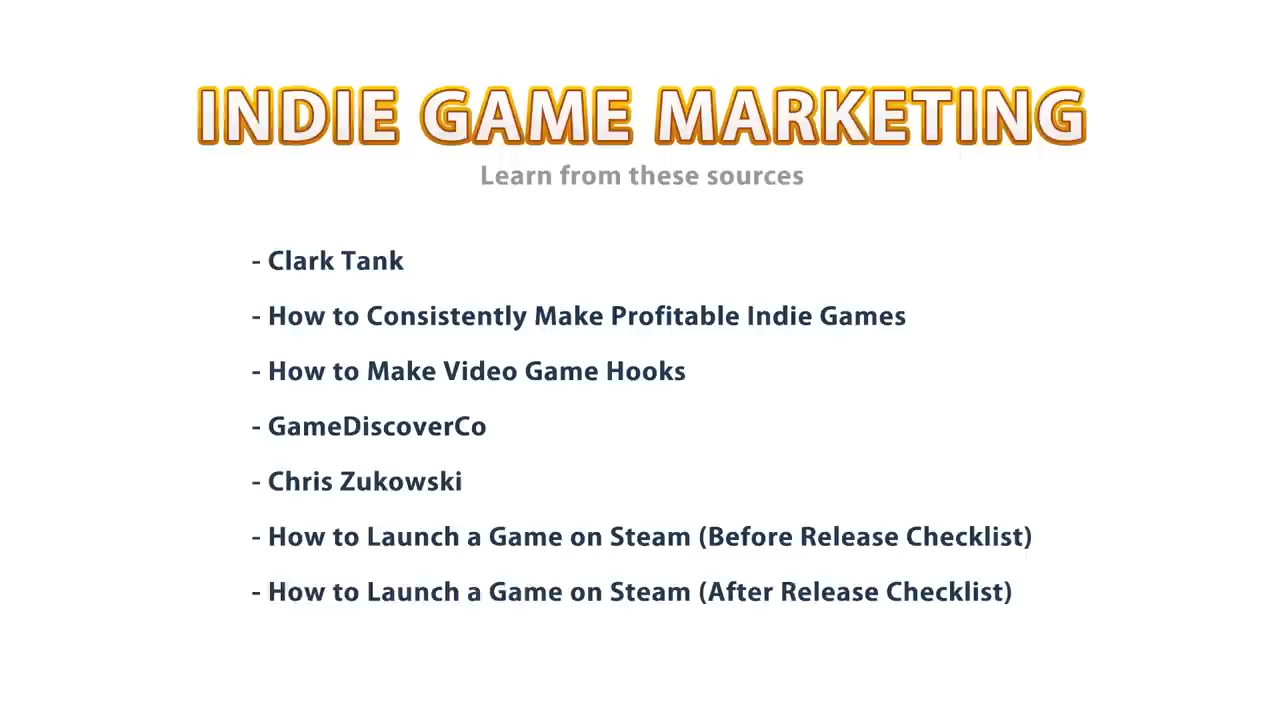 INDIE GAME MARKETING
Learn from these sources
- Clark Tank
- How to Consistently Make Profitable Indie Games
- How to Make Video Game Hooks
- GameDiscoverCo
- Chris Zukowski
- How to Launch a Game on Steam (Before Release Checklist)
- How to Launch a Game on Steam (After Release Checklist)